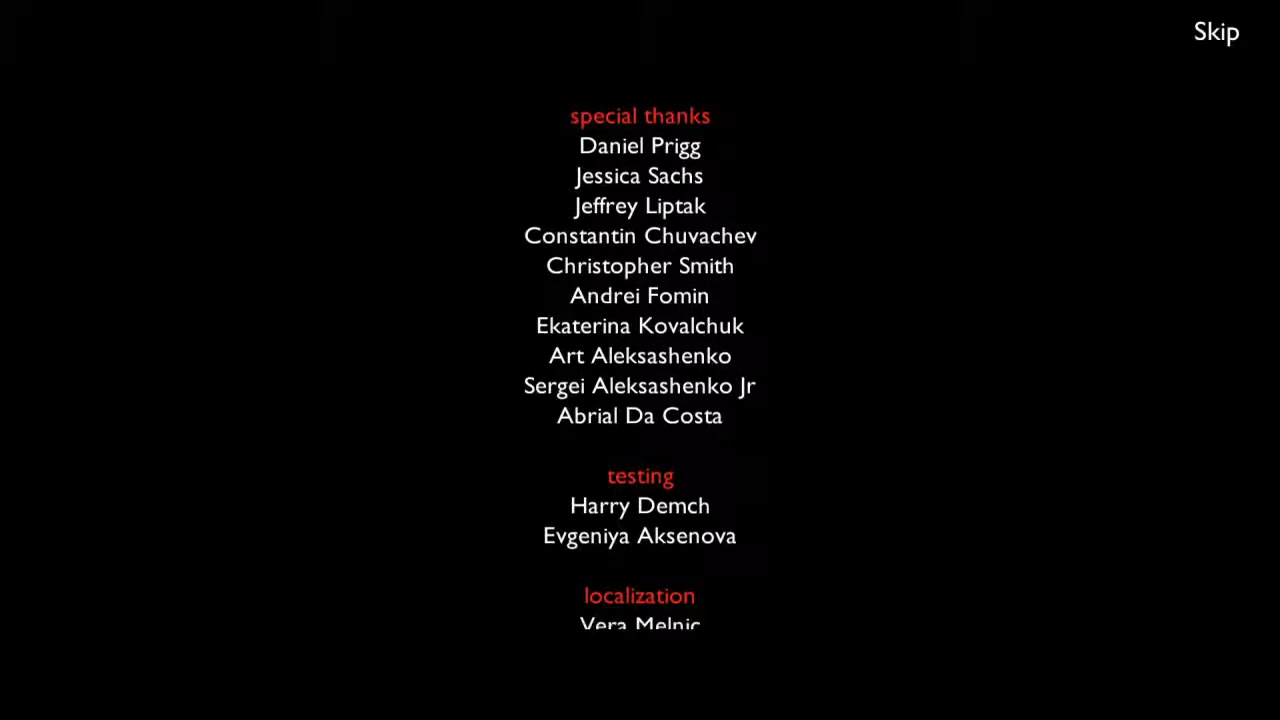 Skip
special thanks
Daniel Prigg
Jessica Sachs
Jeffrey Liptak
Constantin Chuvachev
Christopher Smith
Andrei Fomin
Ekaterina Kovalchuk
Art Aleksashenko
Sergei Aleksashenko Jr
Abrial Da Costa
testing
Harry Demch
Evgeniya Aksenova
localization
Vera Melnic